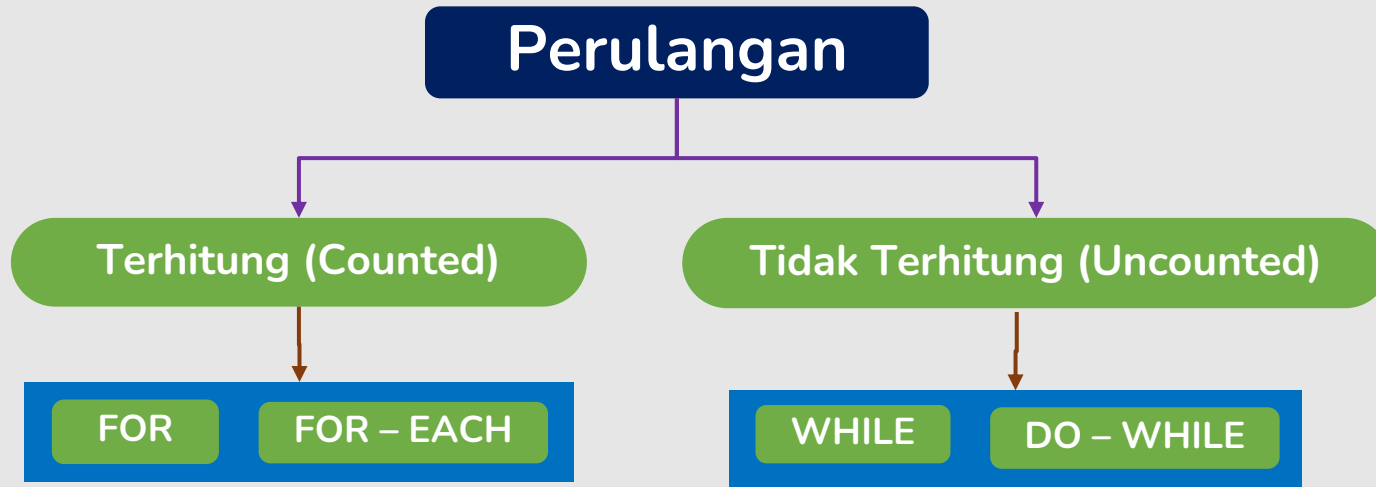 Perulangan
Terhitung (Counted)
Tidak Terhitung (Uncounted)
FOR
FOR – EACH
WHILE
DO – WHILE